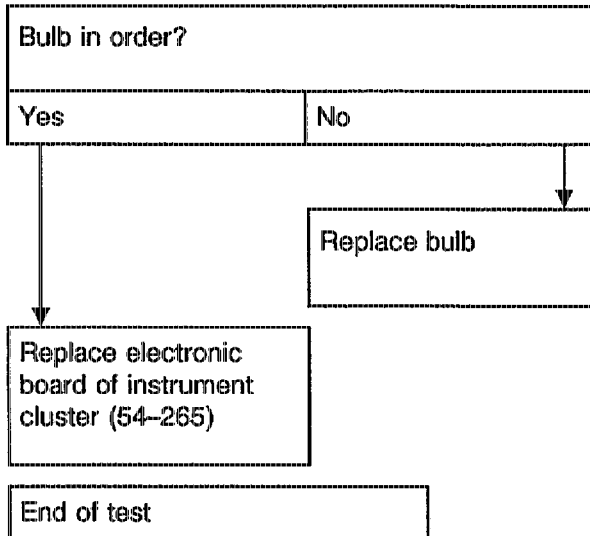 Bulb in order?
Yes
No
Replace bulb
Replace electronic
board of instrument
cluster (54–265)
End of test